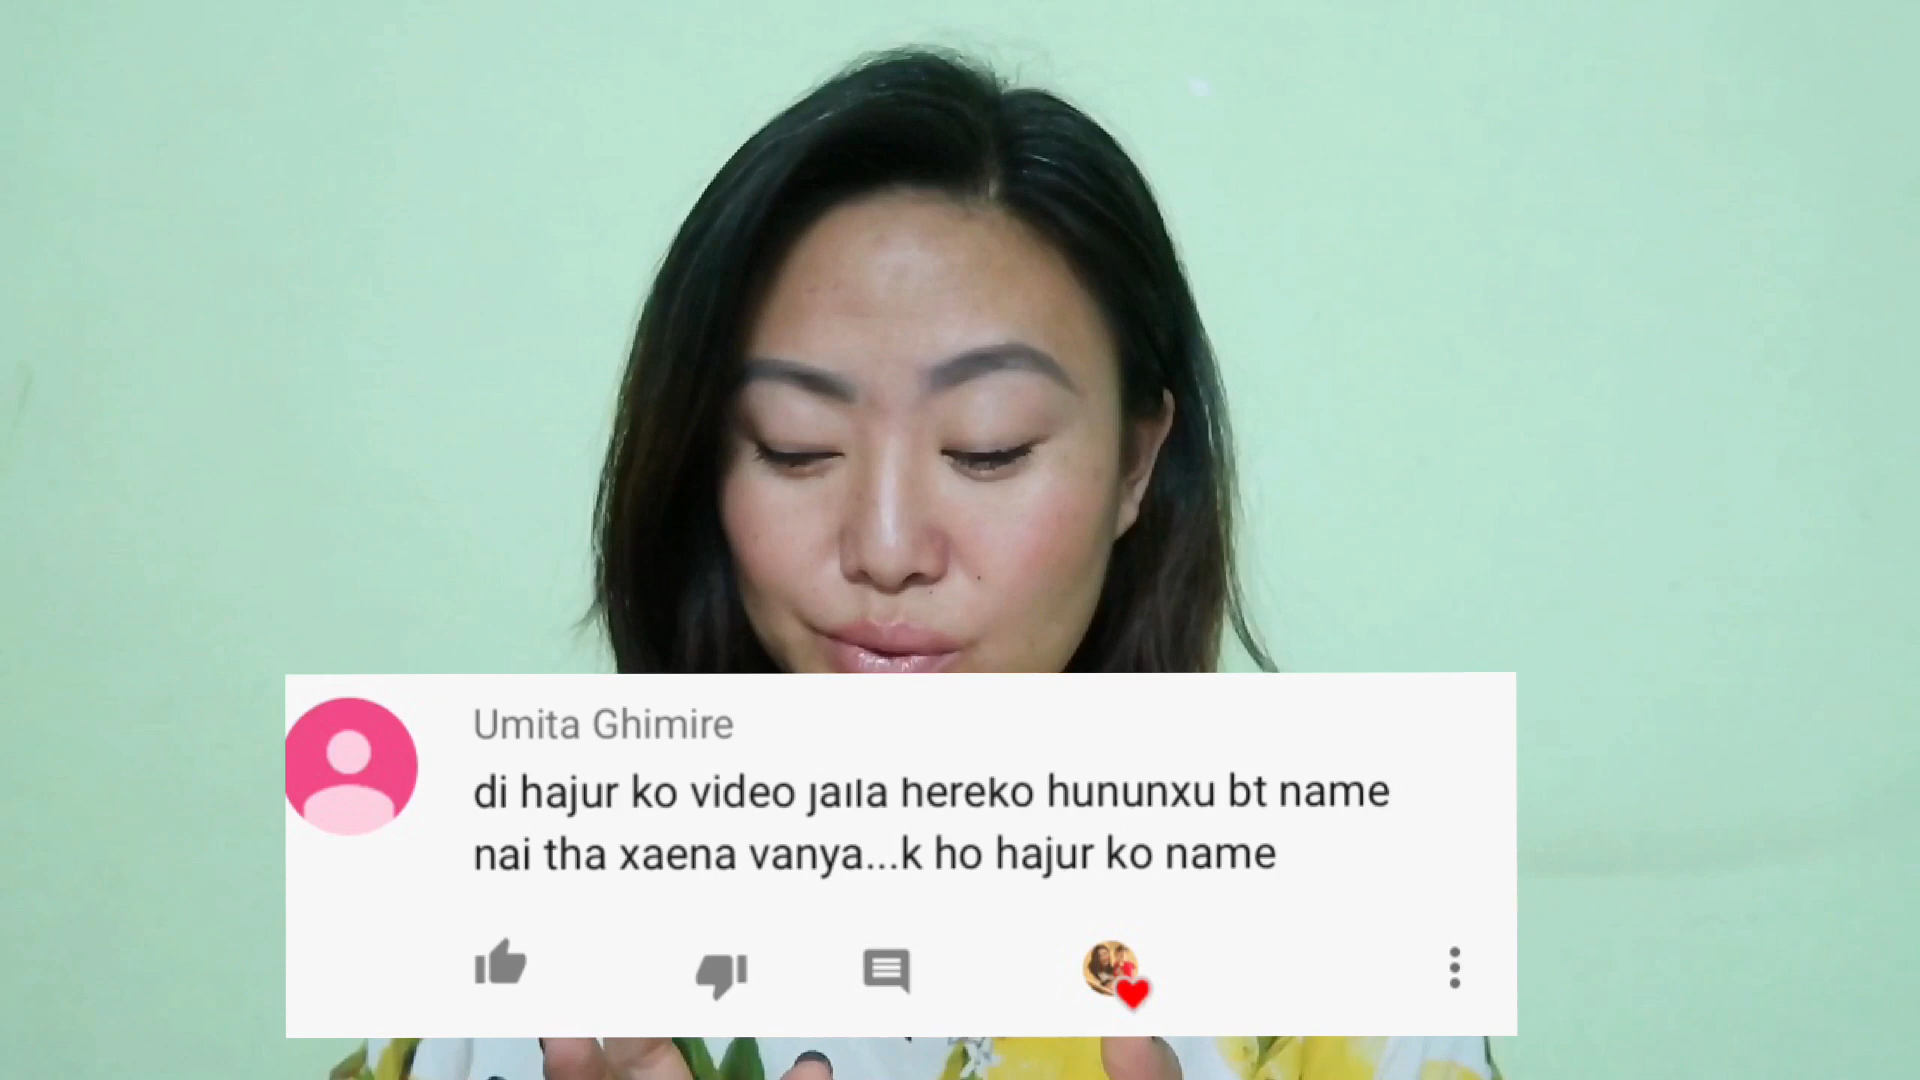 Umita Ghimire
di hajur ko video jaila hereko hununxu bt name
nai tha xaena vanya...k ho hajur ko name